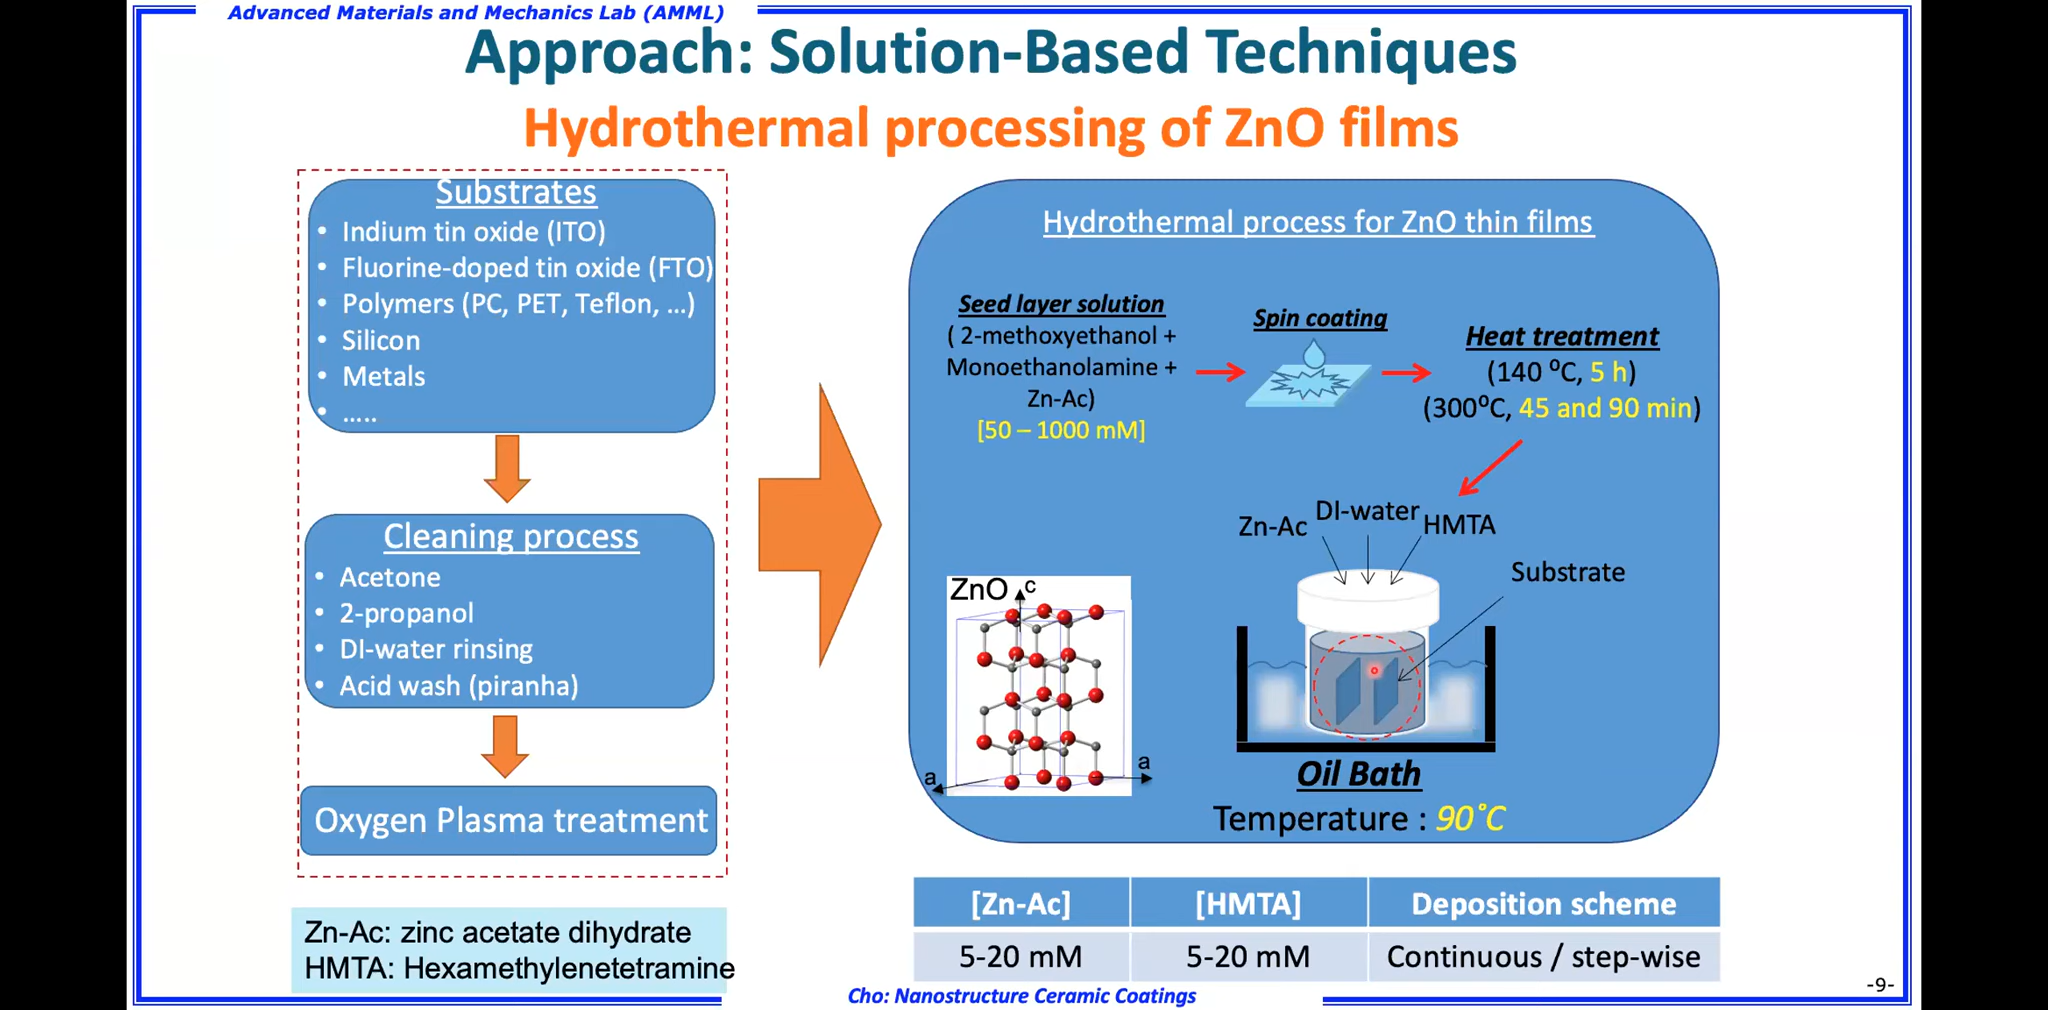 Advanced Materials and Mechanics Lab (AMML)
Approach: Solution-Based Techniques
Hydrothermal processing of ZnO films
Substrates
• Indium tin oxide (ITO)
• Fluorine-doped tin oxide (FTO)
• Polymers (PC, PET, Teflon, ...)
• Silicon
• Metals
• .....
Cleaning process
• Acetone
• 2-propanol
• DI-water rinsing
• Acid wash (piranha)
Oxygen Plasma treatment
Zn-Ac: zinc acetate dihydrate
HMTA: Hexamethylenetetramine
Hydrothermal process for ZnO thin films
Seed layer solution
( 2-methoxyethanol +
Monoethanolamine +
Zn-Ac)
[50 – 1000 mM]
Spin coating
Heat treatment
(140 ⁰C, 5 h)
(300⁰C, 45 and 90 min)
Zn-Ac
DI-water
HMTA
Substrate
ZnO
c
a
a
Oil Bath
Temperature : 90˚C
[Zn-Ac] [HMTA] Deposition scheme
5-20 mM 5-20 mM Continuous / step-wise
Cho: Nanostructure Ceramic Coatings
-9-